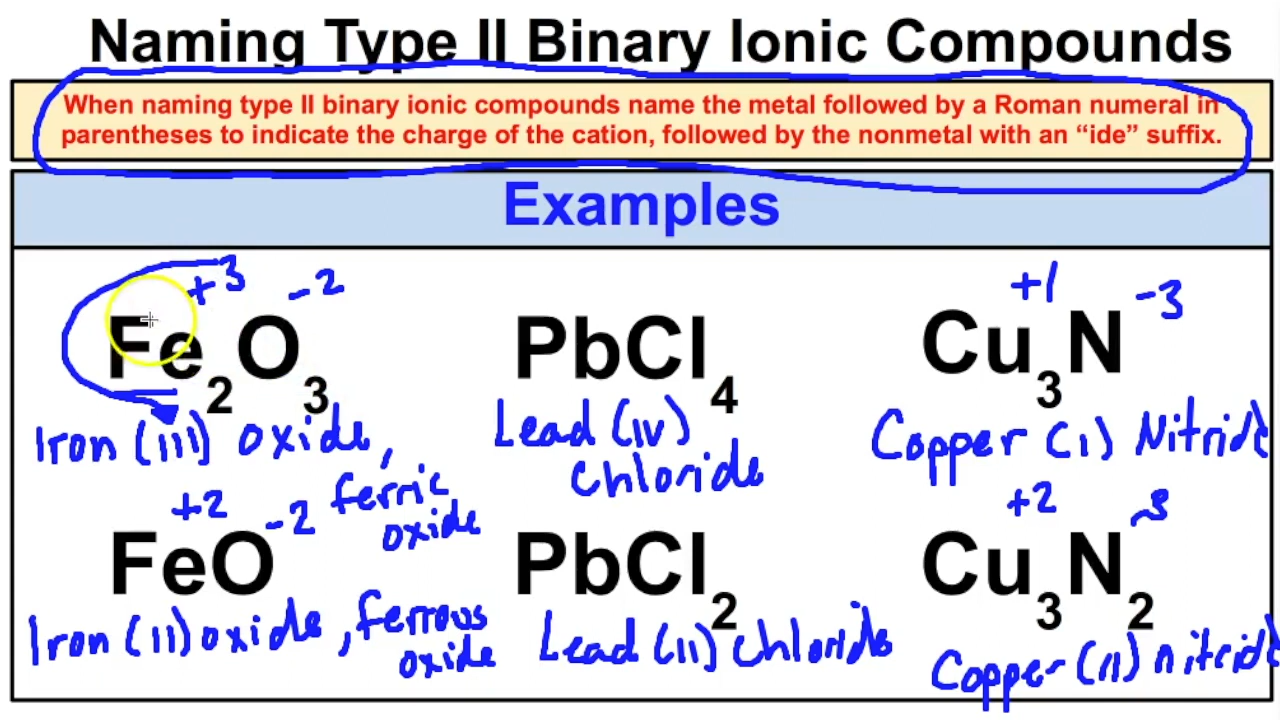 Naming Type II Binary Ionic Compounds
When naming type II binary ionic compounds name the metal followed by a Roman numeral in
parentheses to indicate the charge of the cation, followed by the nonmetal with an “ide” suffix.
Examples
+3 -2
Fe2O3
Iron (iii) oxide,
ferric
oxide
PbCl4
Lead (iv)
chloride
+1 -3
Cu3N
Copper (i) Nitride
+2 -2
FeO
Iron (ii) oxide, ferrous
oxide
PbCl2
Lead (ii) chloride
+2 -3
Cu3N2
Copper (ii) nitride